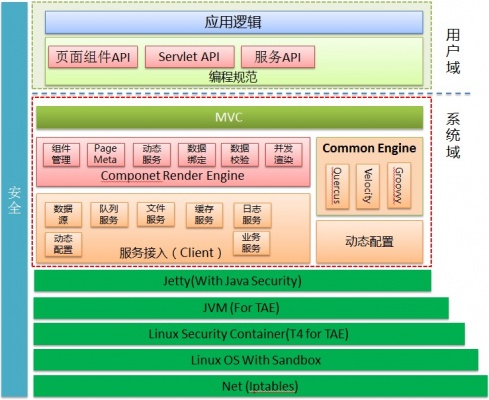 应用逻辑
页面组件API
Servlet API
服务API
编程规范
用户域
安全
系统域
MVC
组件管理
Page Meta
动态服务
数据绑定
数据校验
并发渲染
Componet Render Engine
Common Engine
Quercus
Velocity
Groovyy
数据源
队列服务
文件服务
缓存服务
日志服务
动态配置
业务服务
服务接入（Client）
动态配置
Jetty(With Java Security)
JVM (For TAE)
Linux Security Container(T4 for TAE)
Linux OS With Sandbox
Net (Iptables)